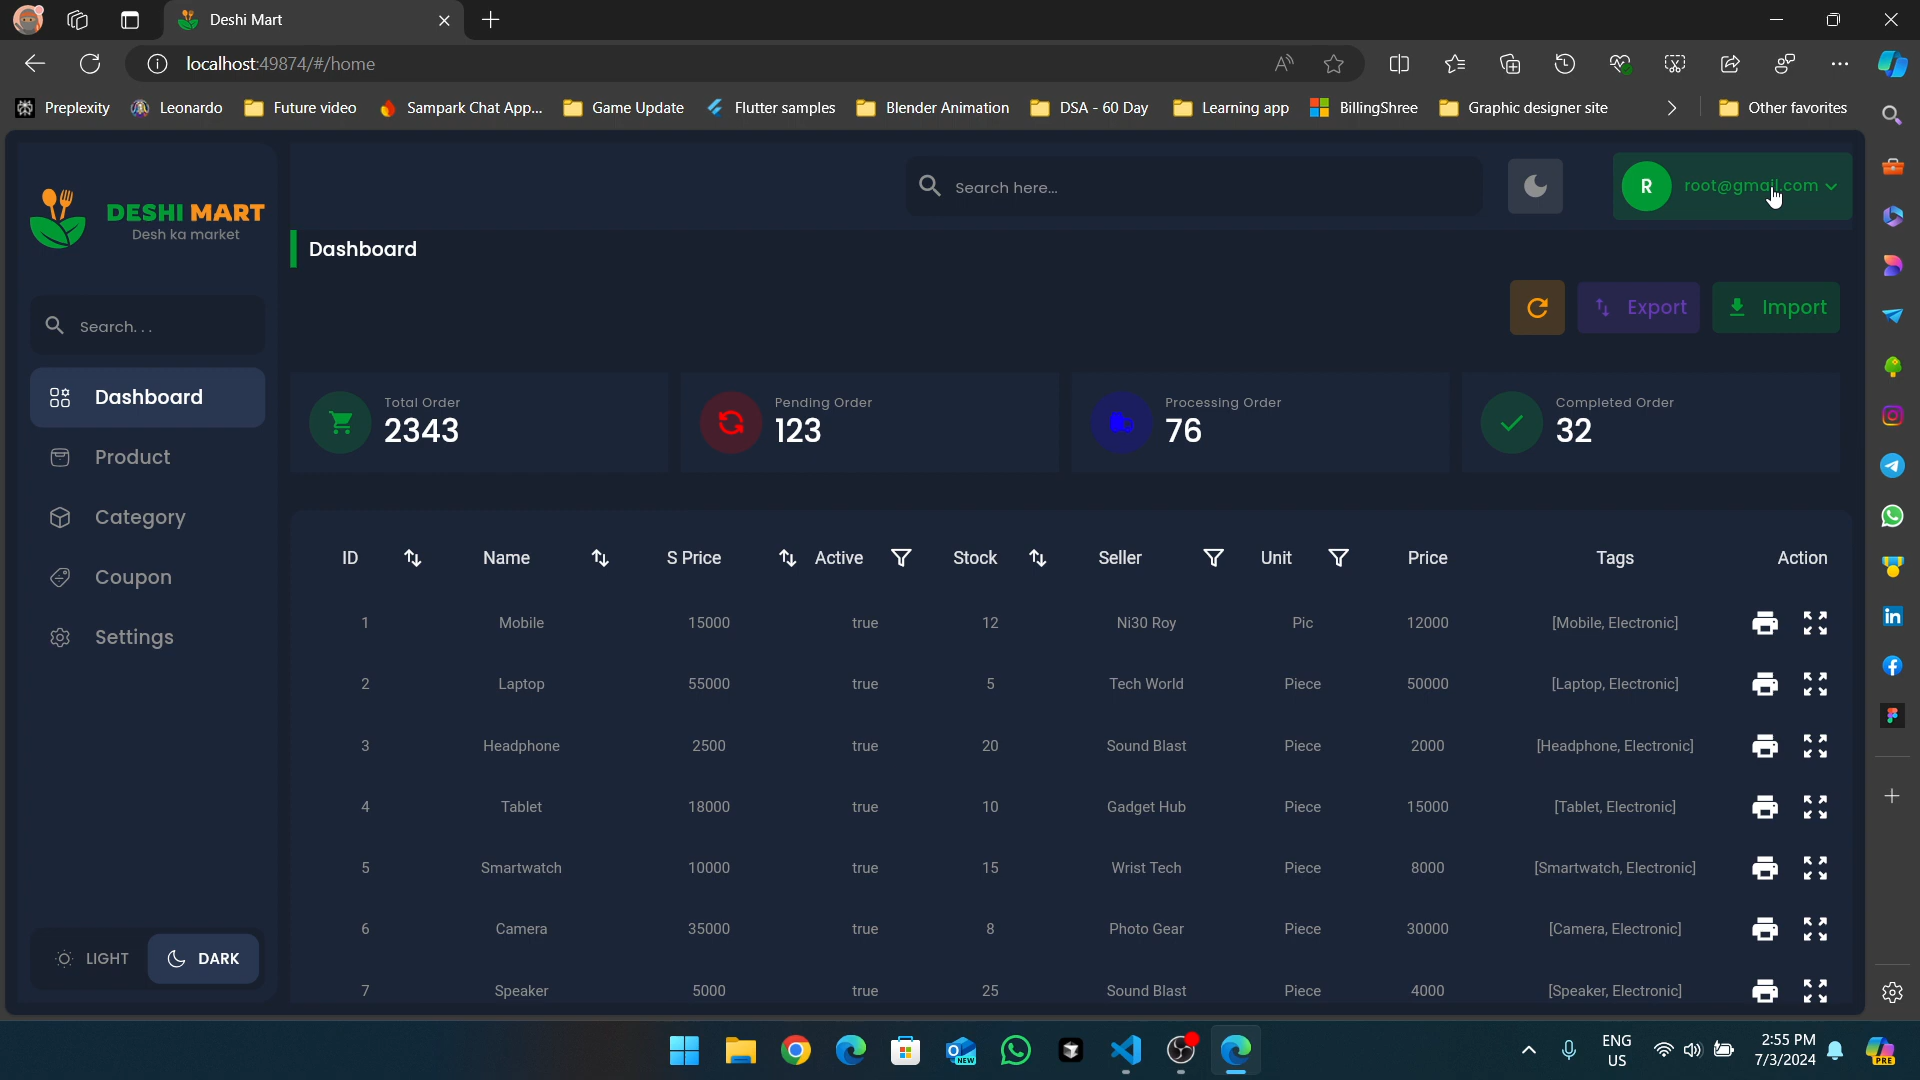 Deshi Mart
localhost:49874/#/home
Preplexity Leonardo Future video Sampark Chat App... Game Update Flutter samples Blender Animation DSA - 60 Day Learning app BillingShree Graphic designer site Other favorites
DESHI MART
Desh ka market
Search here...
R root@gmail.com
Dashboard
Export Import
Search. . .
Dashboard
Product
Category
Coupon
Settings
LIGHT DARK
Total Order
2343
Pending Order
123
Processing Order
76
Completed Order
32
ID Name S Price Active Stock Seller Unit Price Tags Action
1 Mobile 15000 true 12 Ni30 Roy Pic 12000 [Mobile, Electronic]
2 Laptop 55000 true 5 Tech World Piece 50000 [Laptop, Electronic]
3 Headphone 2500 true 20 Sound Blast Piece 2000 [Headphone, Electronic]
4 Tablet 18000 true 10 Gadget Hub Piece 15000 [Tablet, Electronic]
5 Smartwatch 10000 true 15 Wrist Tech Piece 8000 [Smartwatch, Electronic]
6 Camera 35000 true 8 Photo Gear Piece 30000 [Camera, Electronic]
7 Speaker 5000 true 25 Sound Blast Piece 4000 [Speaker, Electronic]
NEW
ENG
US
2:55 PM
7/3/2024
PRE